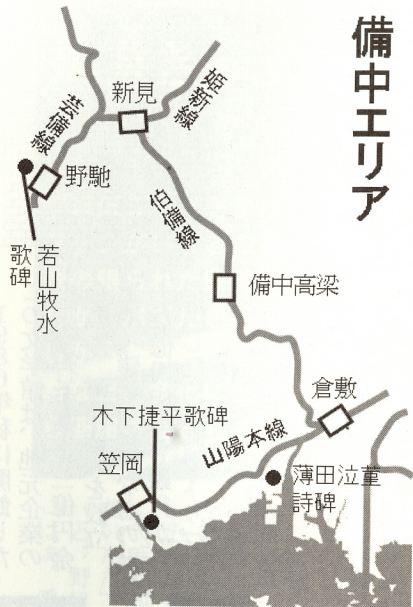 備中エリア
姫新線
新見
芸備線
野馳
伯備線
若山牧水
歌碑
備中高梁
倉敷
木下捷平歌碑
山陽本線
笠岡
薄田泣菫
詩碑